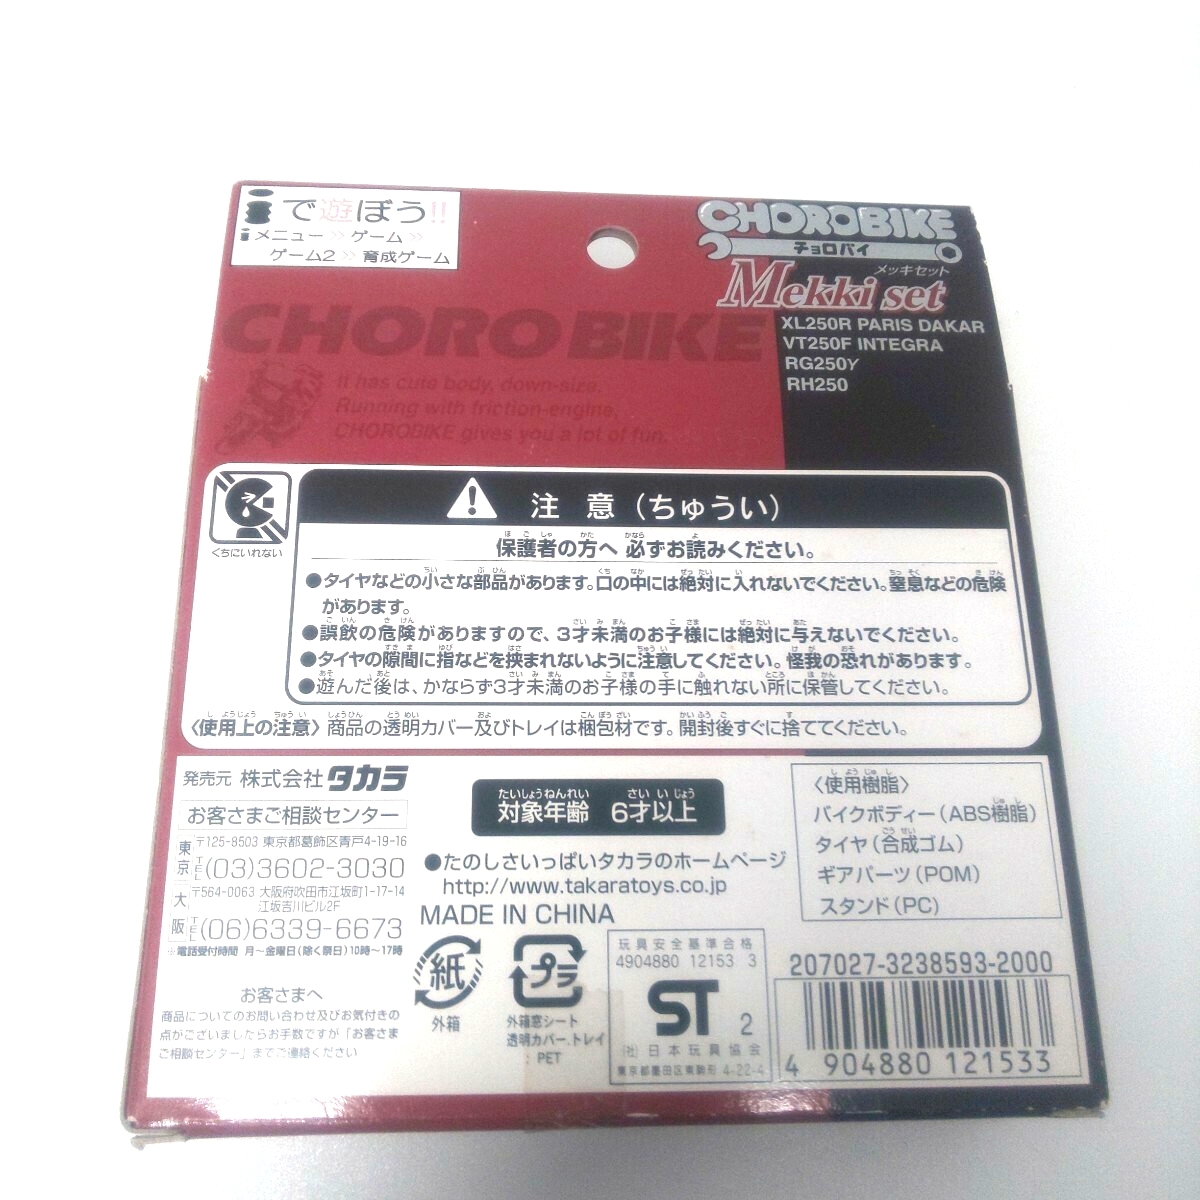 iで遊ぼう!!
iメニュー≫ゲーム≫
ゲーム2≫育成ゲーム
CHOROBIKE
チョロバイ
メッキセット
Mekki set
XL250R PARIS DAKAR
VT250F INTEGRA
RG250γ
RH250
CHOROBIKE
It has cute body, down-size.
Running with friction-engine,
CHOROBIKE gives you a lot of fun.
くちにいれない
注 意（ちゅうい）
保護者の方へ 必ずお読みください。
●タイヤなどの小さな部品があります。口の中には絶対に入れないでください。窒息などの危険
があります。
●誤飲の危険がありますので、3才未満のお子様には絶対に与えないでください。
●タイヤの隙間に指などを挟まれないように注意してください。怪我の恐れがあります。
●遊んだ後は、かならず3才未満のお子様の手に触れない所に保管してください。
〈使用上の注意〉商品の透明カバー及びトレイは梱包材です。開封後すぐに捨ててください。
発売元 株式会社タカラ
お客さまご相談センター
東京 〒125-8503 東京都葛飾区青戸4-19-16
TEL(03)3602-3030
大阪 〒564-0063 大阪府吹田市江坂町1-17-14
江坂吉川ビル2F
TEL(06)6339-6673
※電話受付時間 月〜金曜日(除く祭日)10時〜17時
お客さまへ
商品についてのお問い合わせ及びお気付きの
点がございましたらお手数ですが「お客さま
ご相談センター」までご連絡ください
対象年齢 6才以上
たいしょうねんれい さいいじょう
●たのしさいっぱいタカラのホームページ
http://www.takaratoys.co.jp
MADE IN CHINA
紙
外箱
プラ
外箱窓シート
透明カバー.トレイ
PET
玩具安全基準合格
4904880 12153 3
ST 2
(社)日本玩具協会
東京都墨田区東駒形 4-22-4
〈使用樹脂〉
バイクボディー（ABS樹脂）
タイヤ（合成ゴム）
ギアパーツ（POM）
スタンド（PC）
207027-3238593-2000
4 904880 121533